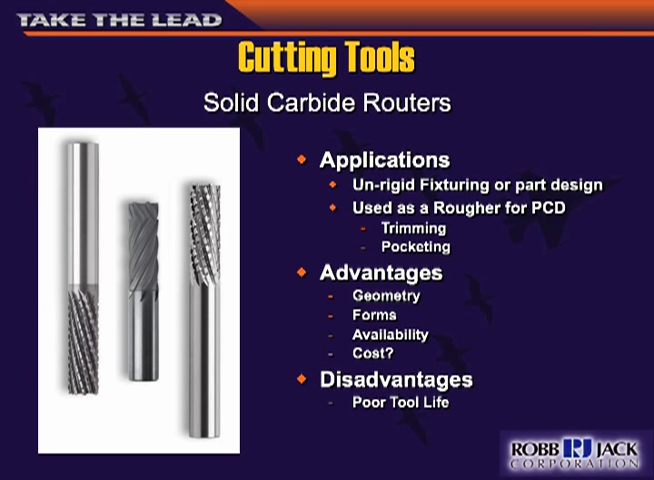 TAKE THE LEAD
Cutting Tools
Solid Carbide Routers
Applications
Un-rigid Fixturing or part design
Used as a Rougher for PCD
- Trimming
- Pocketing
Advantages
- Geometry
- Forms
- Availability
- Cost?
Disadvantages
- Poor Tool Life
ROBB RJ JACK
CORPORATION